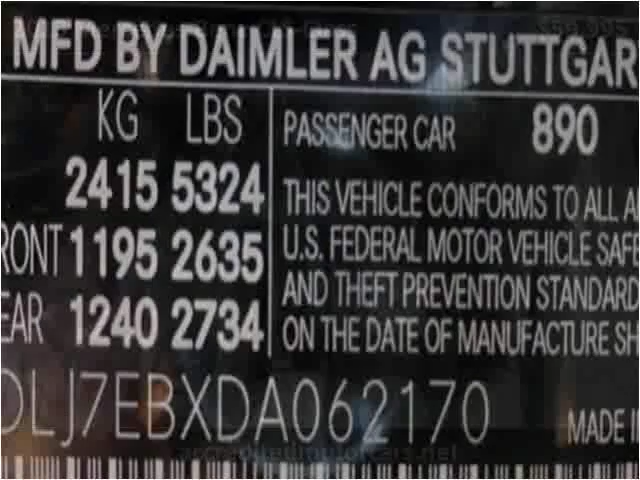 MFD BY DAIMLER AG STUTTGAR
KG LBS
PASSENGER CAR 890
2415 5324
RONT 1195 2635
EAR 1240 2734
THIS VEHICLE CONFORMS TO ALL A
U.S. FEDERAL MOTOR VEHICLE SAFE
AND THEFT PREVENTION STANDARD
ON THE DATE OF MANUFACTURE SH
DLJ7EBXDA062170
MADE I